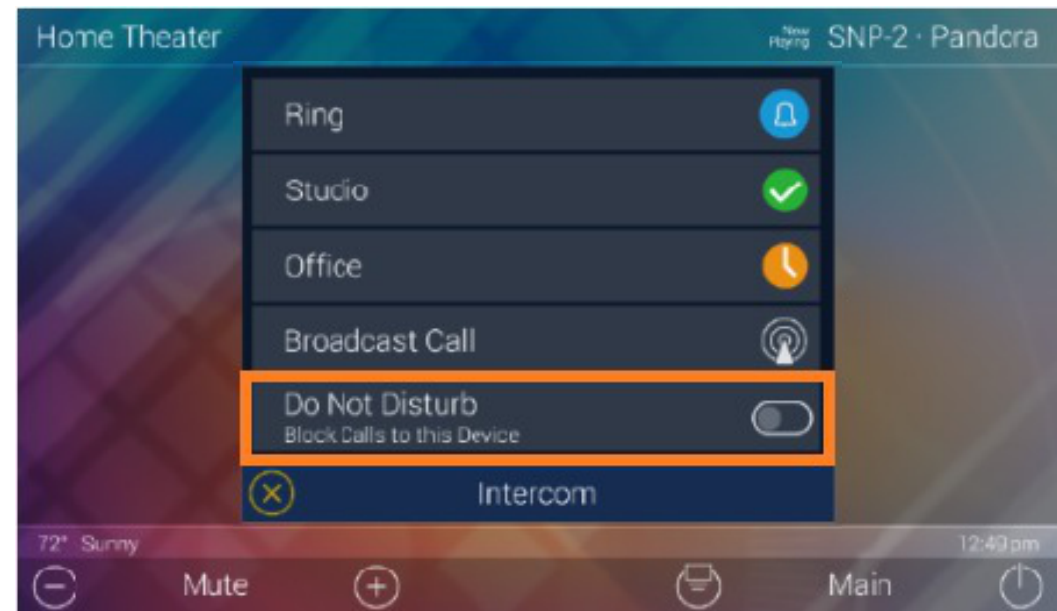 Home Theater
Now Playing SNP-2 · Pandora
Ring
Studio
Office
Broadcast Call
Do Not Disturb
Block Calls to this Device
Intercom
72° Sunny
12:49 pm
Mute
Main